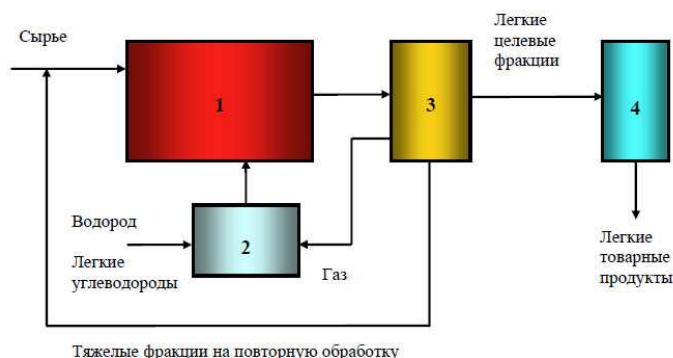 Сырье
1
2
3
4
Легкие
целевые
фракции
Водород
Легкие
углеводороды
Газ
Легкие
товарные
продукты
Тяжелые фракции на повторную обработку